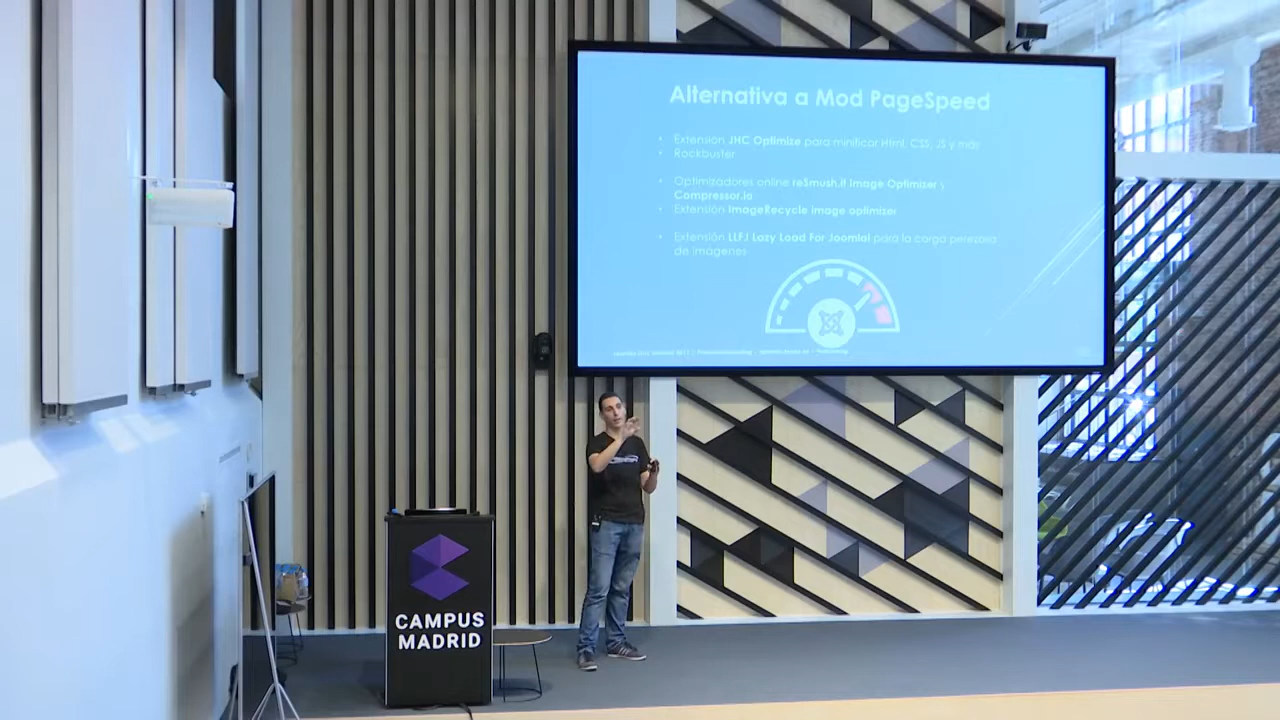 Alternativa a Mod PageSpeed
Extensión JHC Optimize para minificar Html, CSS, JS y más
Rockbuster
Optimizadores online reSmush.it Image Optimizer y
Compressor.io
Extensión ImageRecycle image optimizer
Extensión LLFJ Lazy Load For Joomla! para la carga perezosa
de imágenes
CAMPUS
MADRID